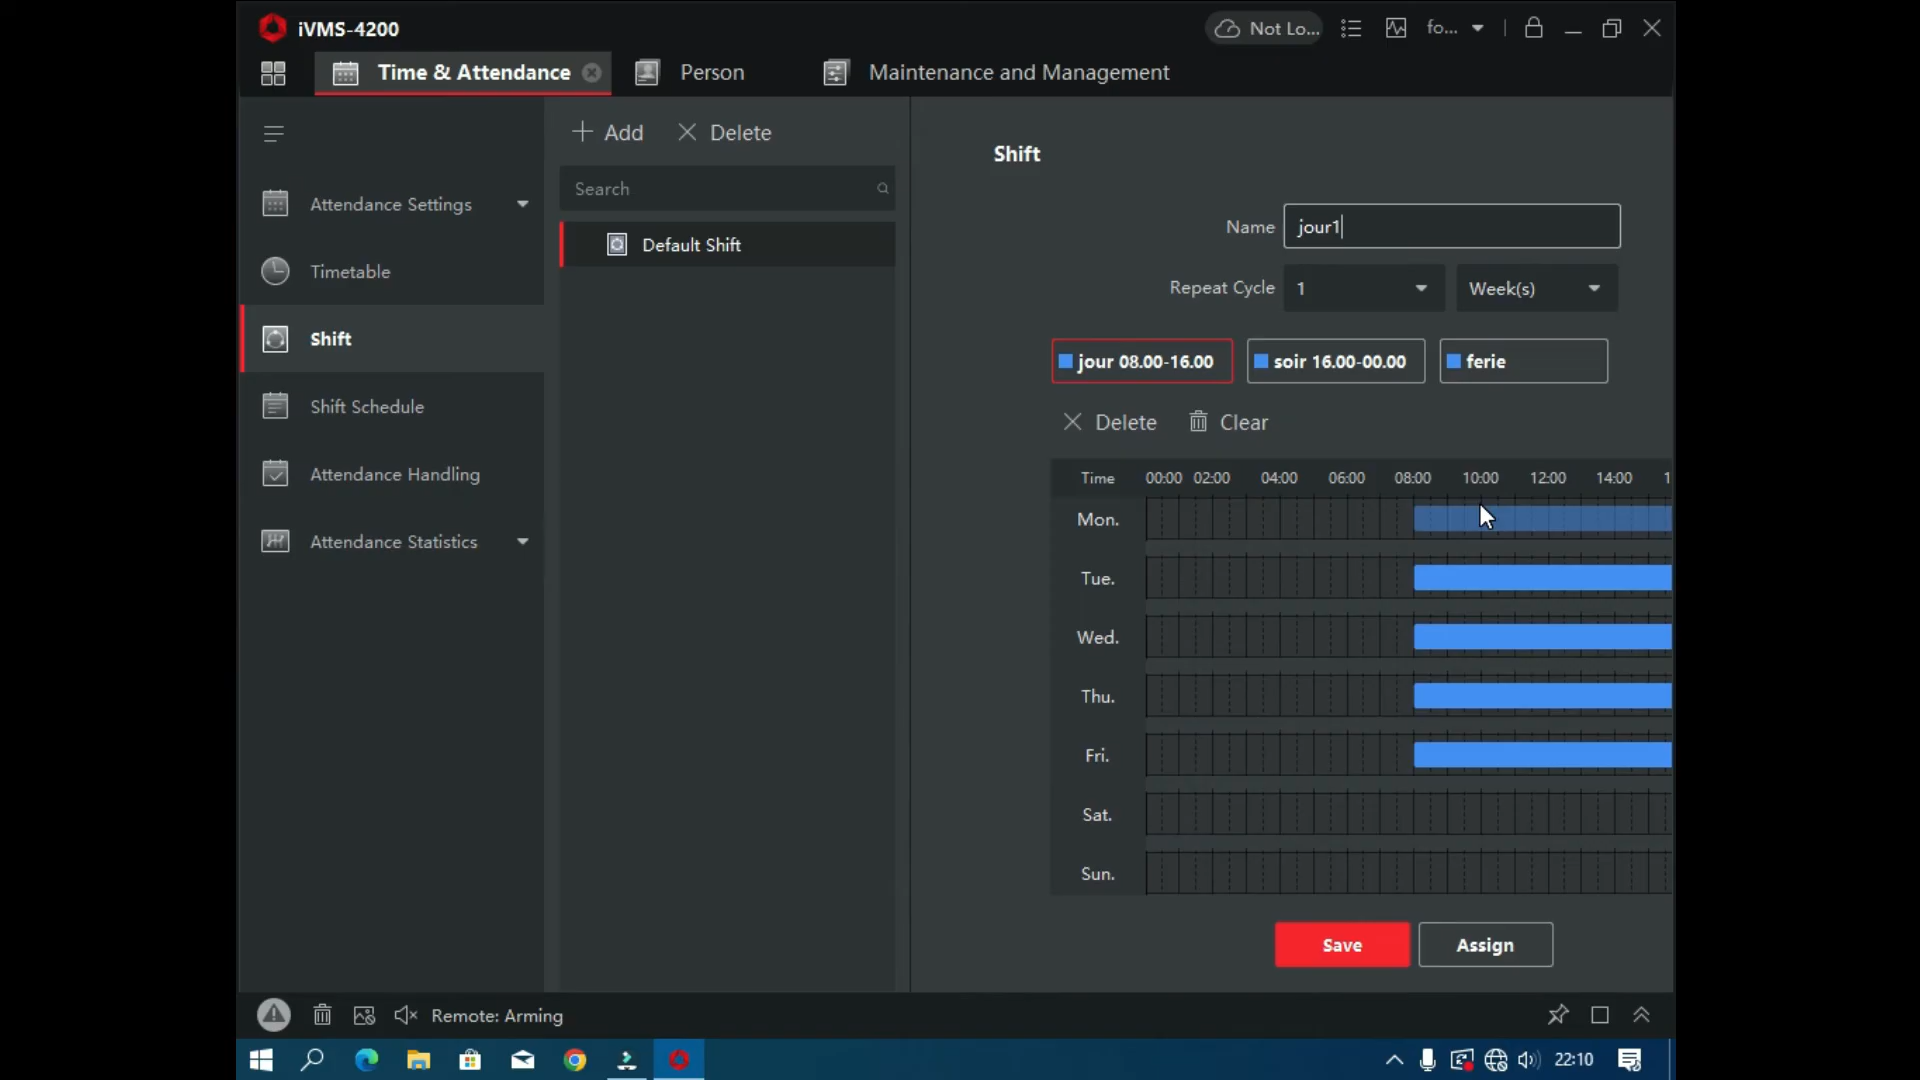 iVMS-4200
Not Lo...
fo...
Time & Attendance
Person
Maintenance and Management
Add
Delete
Search
Default Shift
Attendance Settings
Timetable
Shift
Shift Schedule
Attendance Handling
Attendance Statistics
Shift
Name
jour1
Repeat Cycle
1
Week(s)
jour 08.00-16.00
soir 16.00-00.00
ferie
Delete
Clear
Time 00:00 02:00 04:00 06:00 08:00 10:00 12:00 14:00 1
Mon.
Tue.
Wed.
Thu.
Fri.
Sat.
Sun.
Save
Assign
Remote: Arming
22:10